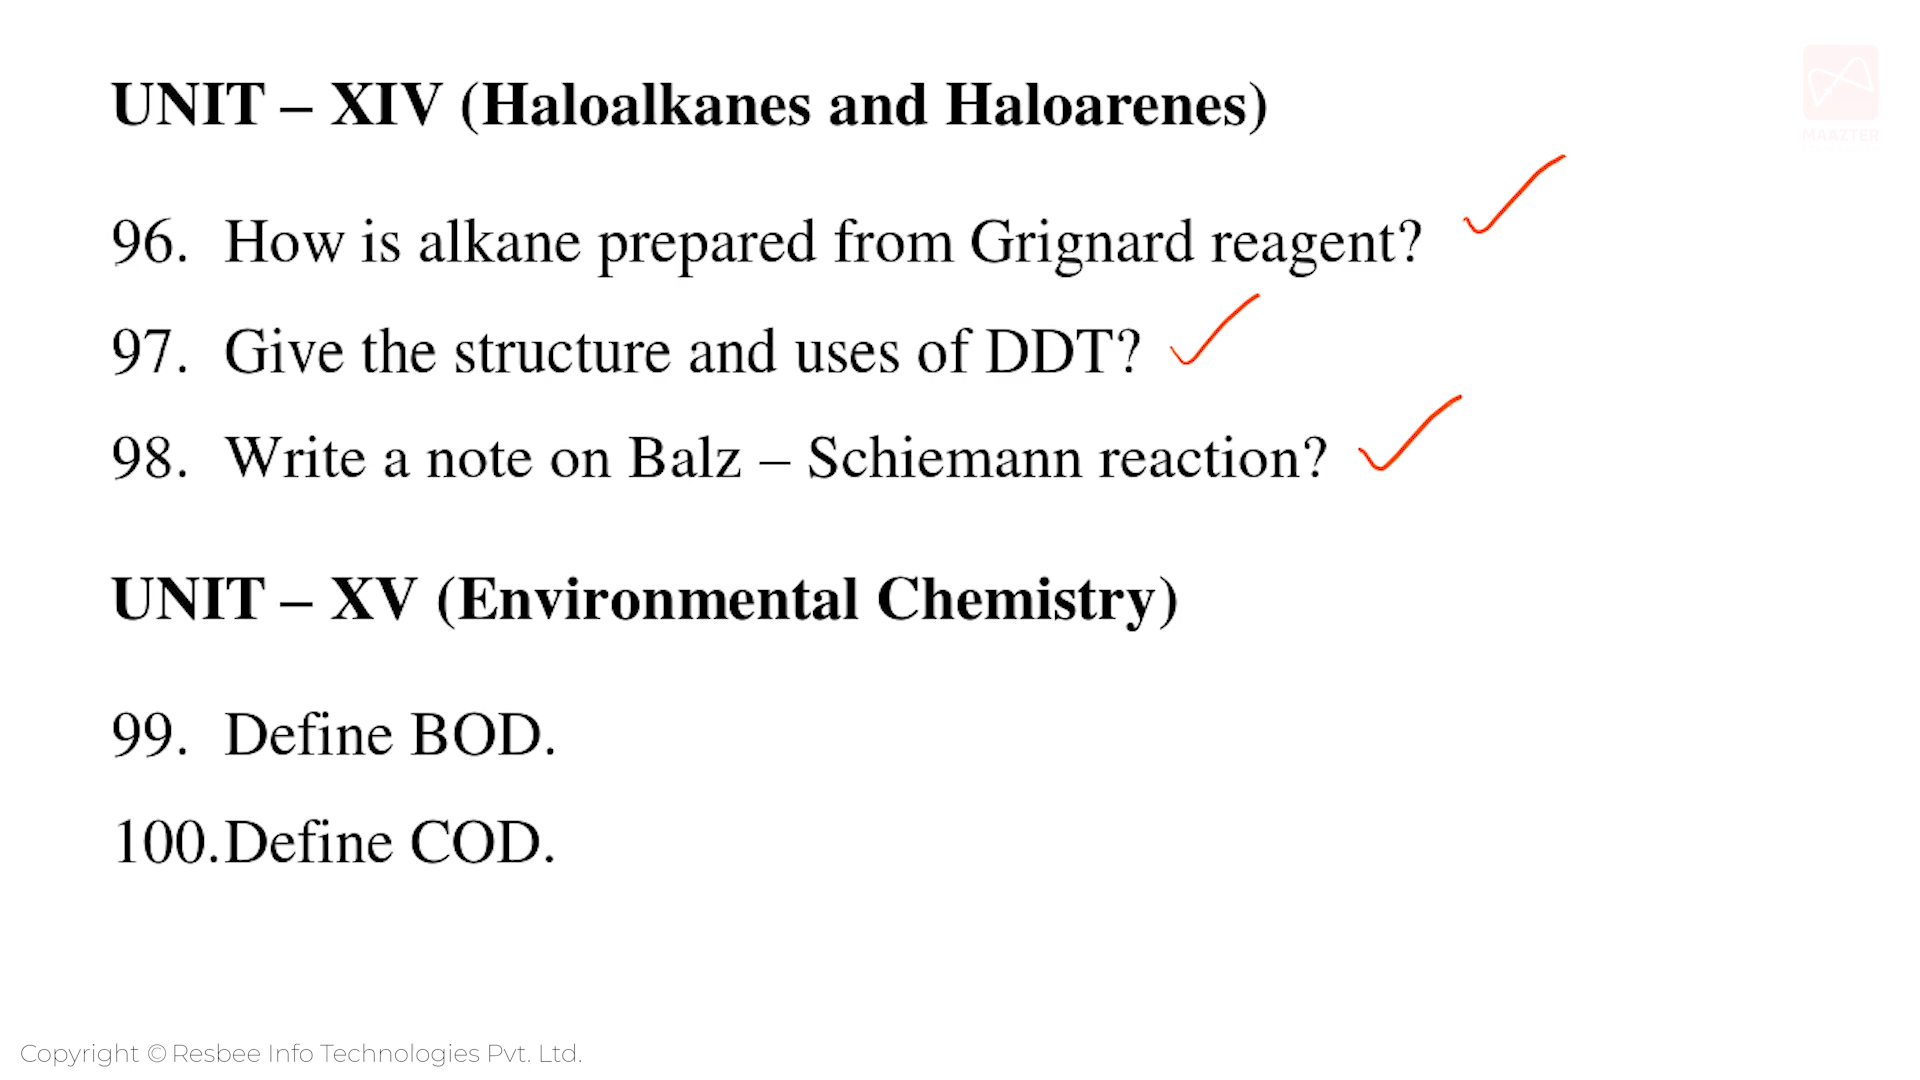 UNIT – XIV (Haloalkanes and Haloarenes)
MAAZTER
96. How is alkane prepared from Grignard reagent?
97. Give the structure and uses of DDT?
98. Write a note on Balz – Schiemann reaction?
UNIT – XV (Environmental Chemistry)
99. Define BOD.
100.Define COD.
Copyright © Resbee Info Technologies Pvt. Ltd.